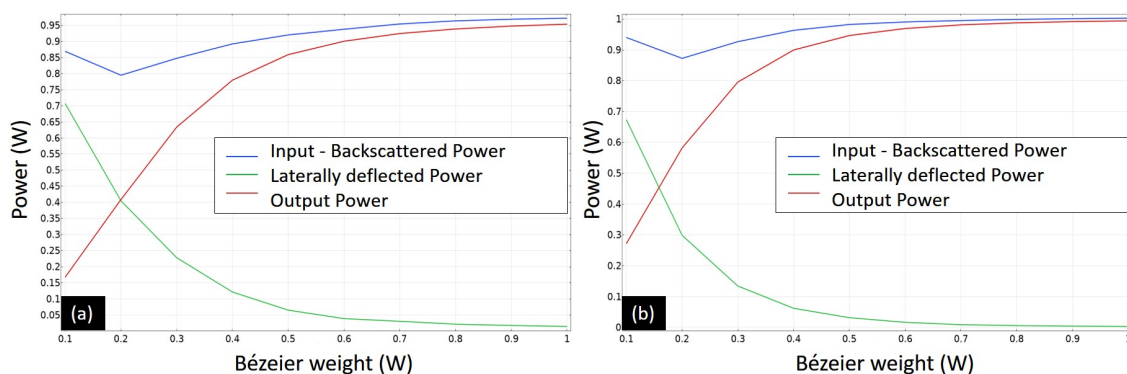 0.95
0.9
0.85
0.8
0.75
0.7
0.65
0.6
0.55
0.5
0.45
0.4
0.35
0.3
0.25
0.2
0.15
0.1
0.05
Power (W)
Input - Backscattered Power
Laterally deflected Power
Output Power
(a)
0.1 0.2 0.3 0.4 0.5 0.6 0.7 0.8 0.9 1
Bézeier weight (W)
1
0.9
0.8
0.7
0.6
0.5
0.4
0.3
0.2
0.1
0
Power (W)
Input - Backscattered Power
Laterally deflected Power
Output Power
(b)
0.1 0.2 0.3 0.4 0.5 0.6 0.7 0.8 0.9 1
Bézeier weight (W)